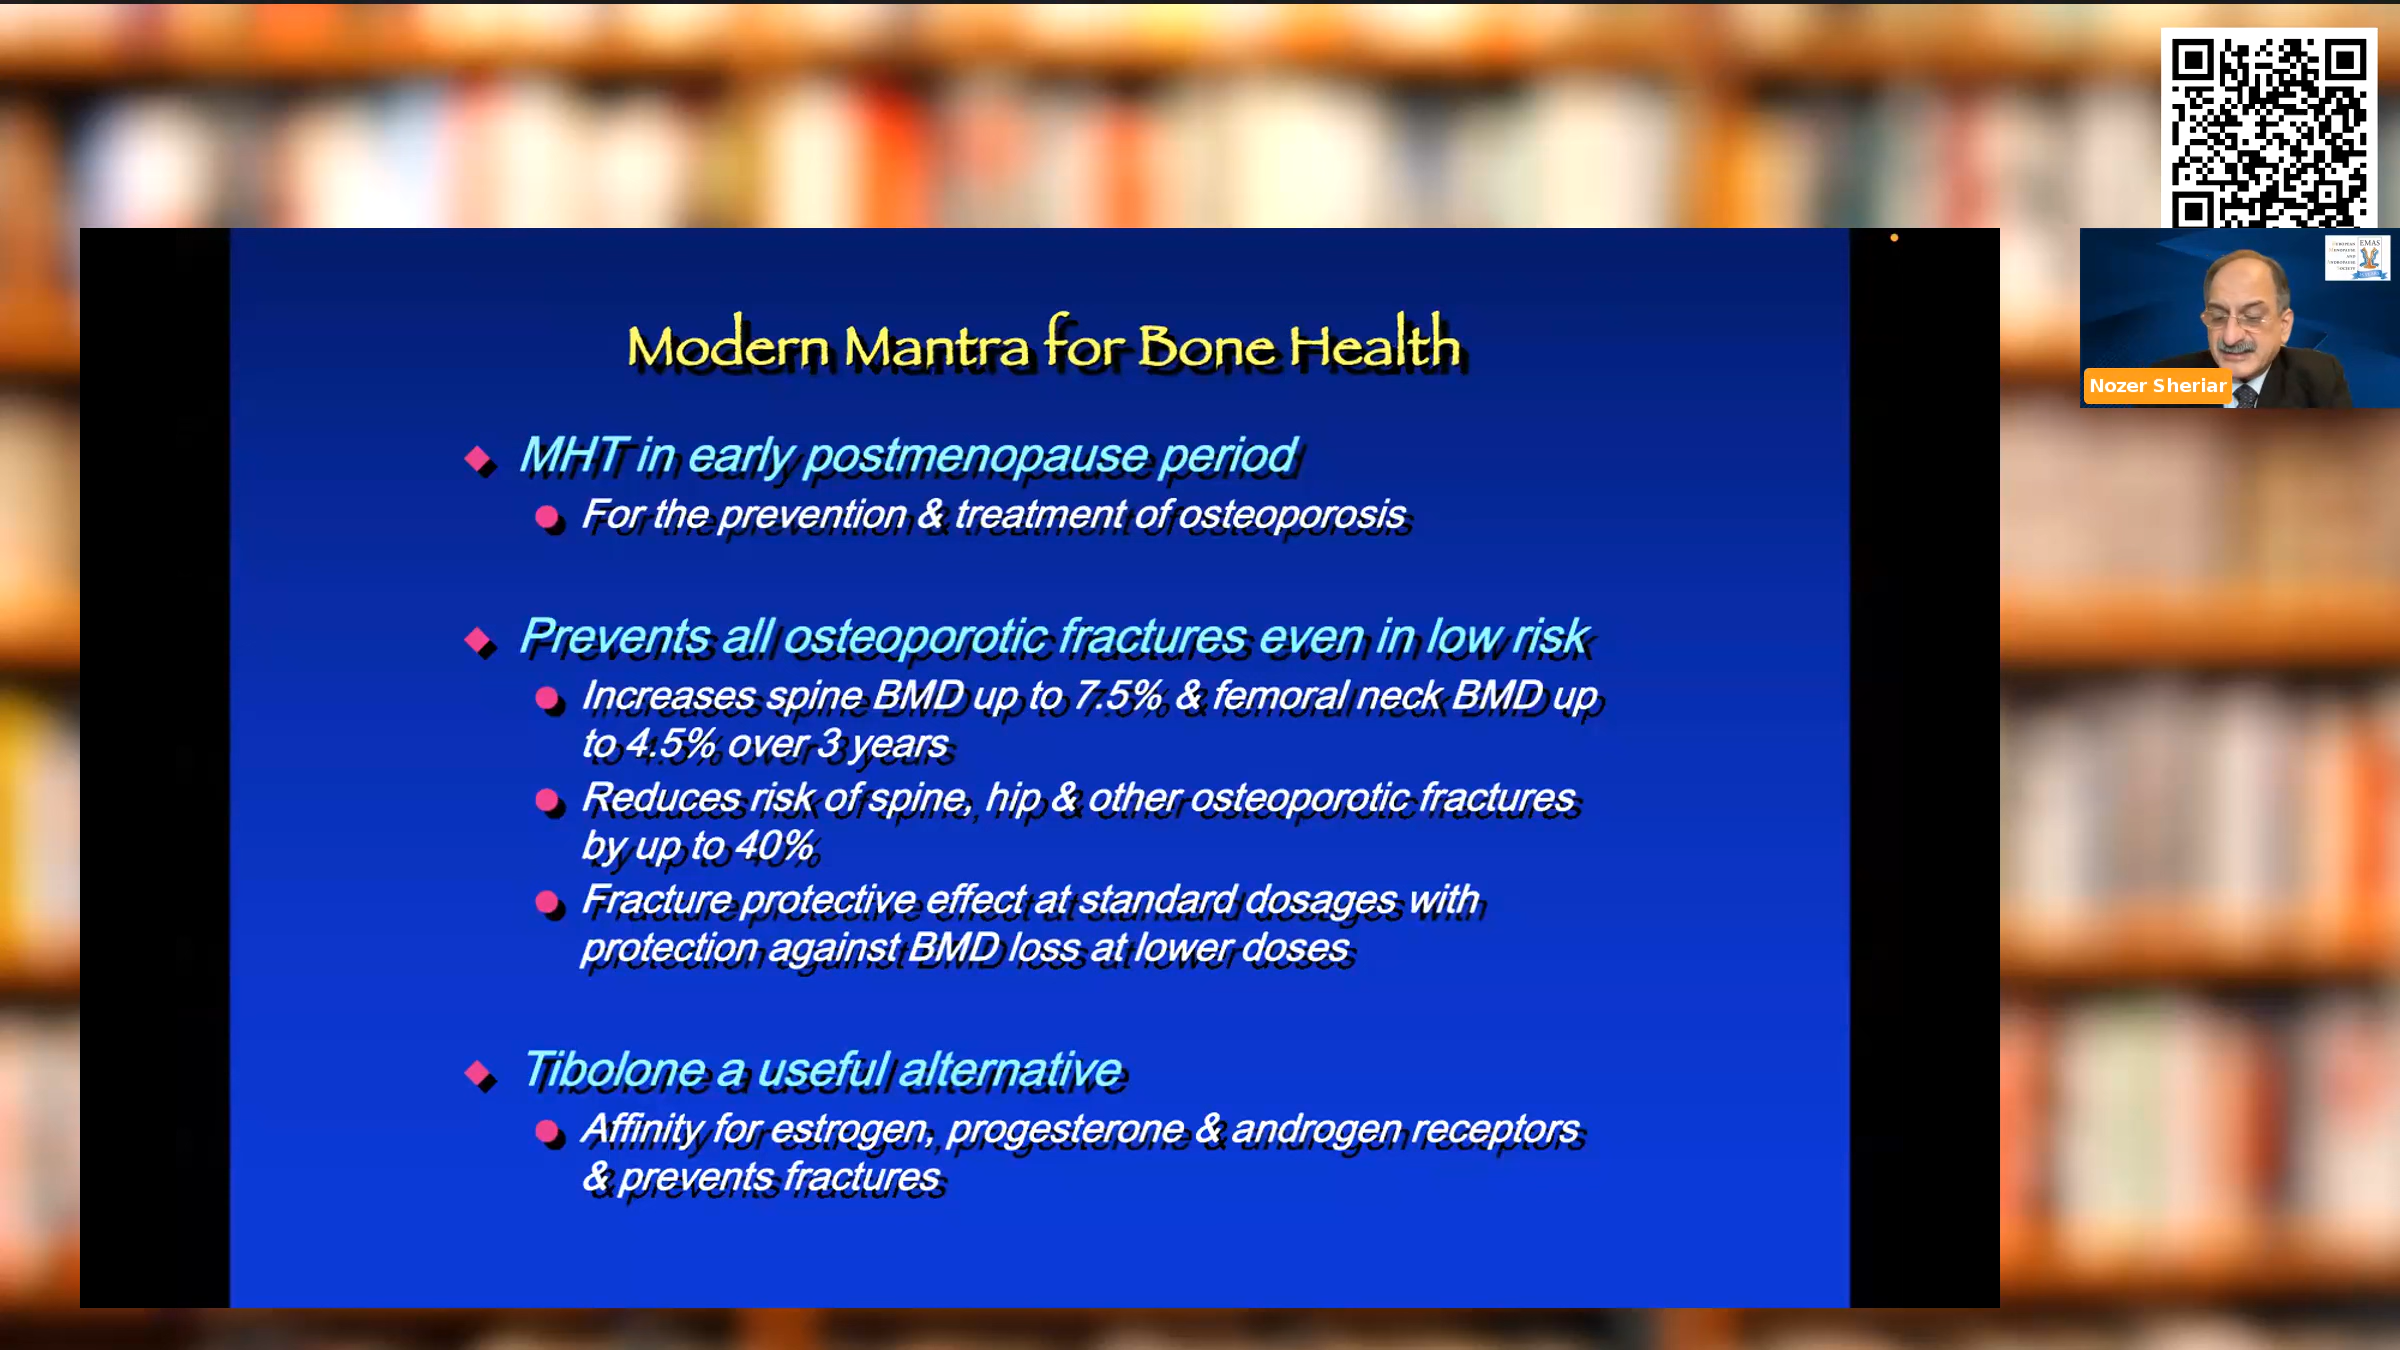 Modern Mantra for Bone Health
MHT in early postmenopause period
For the prevention & treatment of osteoporosis
Prevents all osteoporotic fractures even in low risk
Increases spine BMD up to 7.5% & femoral neck BMD up
to 4.5% over 3 years
Reduces risk of spine, hip & other osteoporotic fractures
by up to 40%
Fracture protective effect at standard dosages with
protection against BMD loss at lower doses
Tibolone a useful alternative
Affinity for estrogen, progesterone & androgen receptors
& prevents fractures
EMAS
Nozer Sheriar